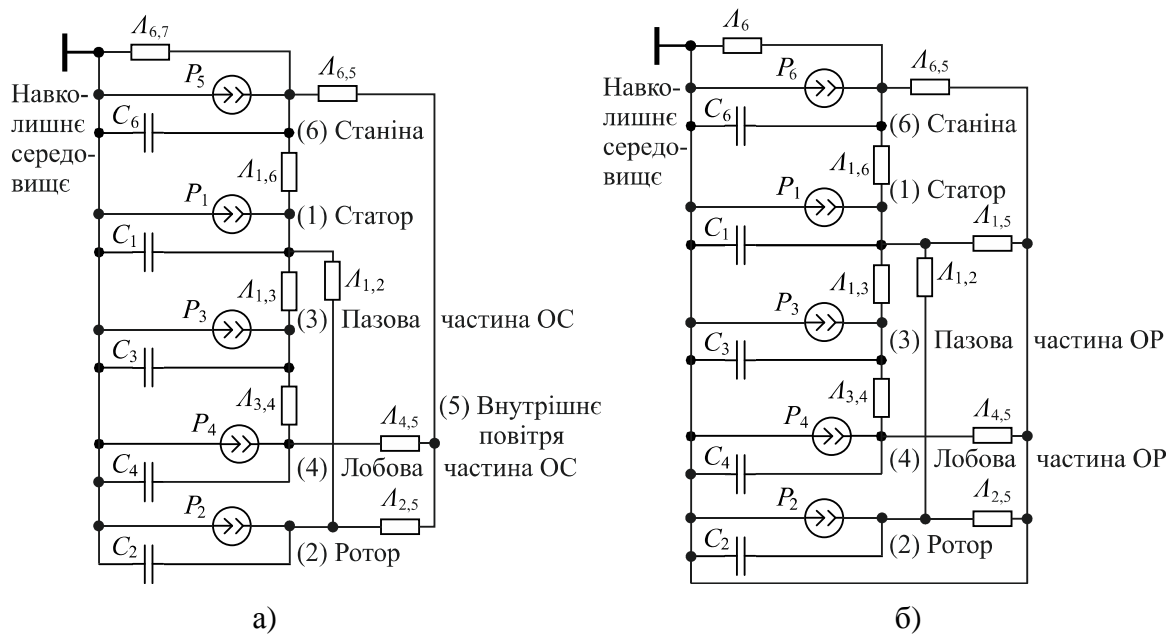 Λ6,7
P5
Λ6,5
Навко-
лишнє
середо-
вищє
C6
(6) Станіна
Λ1,6
P1
(1) Статор
C1
Λ1,2
Λ1,3
P3
(3) Пазова частина ОС
C3
Λ3,4
(5) Внутрішнє
повітря
P4
Λ4,5
(4) Лобова частина ОС
C4
P2
Λ2,5
C2
(2) Ротор
а)
Λ6
P6
Λ6,5
Навко-
лишнє
середо-
вищє
C6
(6) Станіна
Λ1,6
P1
(1) Статор
C1
Λ1,5
Λ1,2
Λ1,3
P3
(3) Пазова частина ОР
C3
Λ3,4
P4
Λ4,5
(4) Лобова частина ОР
C4
P2
Λ2,5
C2
(2) Ротор
б)